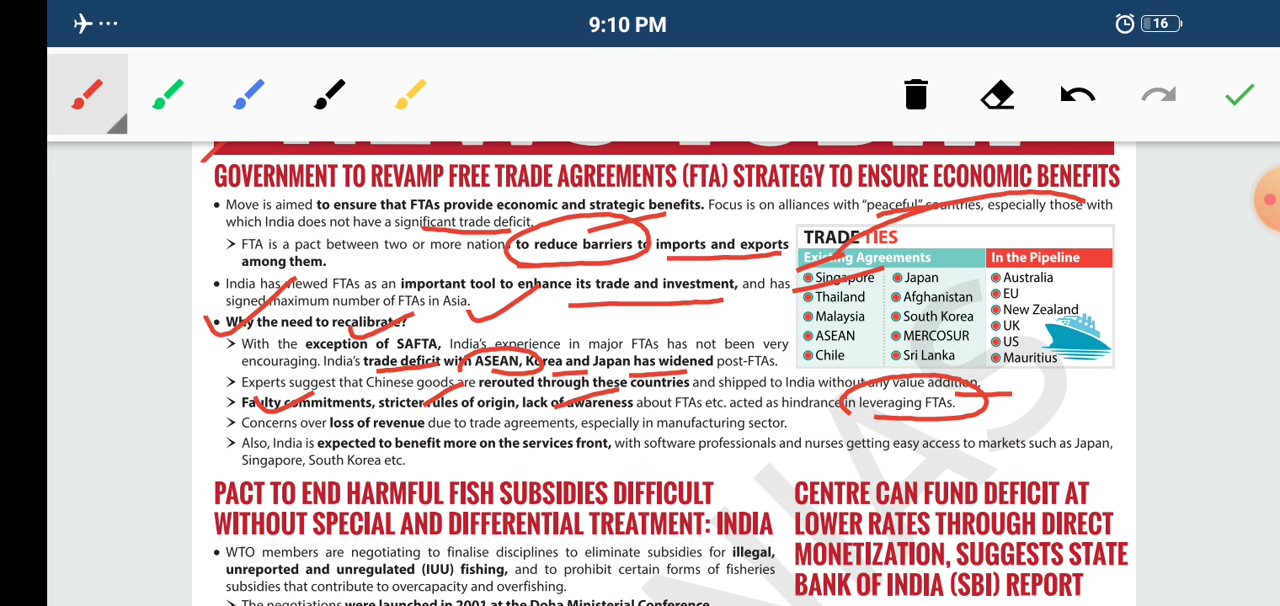 9:10 PM
16
NEWS TODAY
GOVERNMENT TO REVAMP FREE TRADE AGREEMENTS (FTA) STRATEGY TO ENSURE ECONOMIC BENEFITS
• Move is aimed to ensure that FTAs provide economic and strategic benefits. Focus is on alliances with “peaceful” countries, especially those with
which India does not have a significant trade deficit.
➤ FTA is a pact between two or more nations to reduce barriers to imports and exports
among them.
• India has viewed FTAs as an important tool to enhance its trade and investment, and has
signed maximum number of FTAs in Asia.
• Why the need to recalibrate?
➤ With the exception of SAFTA, India’s experience in major FTAs has not been very
encouraging. India’s trade deficit with ASEAN, Korea and Japan has widened post-FTAs.
TRADE TIES
Existing Agreements
Singapore
Thailand
Malaysia
ASEAN
Chile
Japan
Afghanistan
South Korea
MERCOSUR
Sri Lanka
In the Pipeline
Australia
EU
New Zealand
UK
US
Mauritius
➤ Experts suggest that Chinese goods are rerouted through these countries and shipped to India without any value addition.
➤ Faulty commitments, stricter rules of origin, lack of awareness about FTAs etc. acted as hindrance in leveraging FTAs.
➤ Concerns over loss of revenue due to trade agreements, especially in manufacturing sector.
➤ Also, India is expected to benefit more on the services front, with software professionals and nurses getting easy access to markets such as Japan,
Singapore, South Korea etc.
PACT TO END HARMFUL FISH SUBSIDIES DIFFICULT
WITHOUT SPECIAL AND DIFFERENTIAL TREATMENT: INDIA
• WTO members are negotiating to finalise disciplines to eliminate subsidies for illegal,
unreported and unregulated (IUU) fishing, and to prohibit certain forms of fisheries
subsidies that contribute to overcapacity and overfishing.
➤ The negotiations were launched in 2001 at the Doha Ministerial Conference
CENTRE CAN FUND DEFICIT AT
LOWER RATES THROUGH DIRECT
MONETIZATION, SUGGESTS STATE
BANK OF INDIA (SBI) REPORT